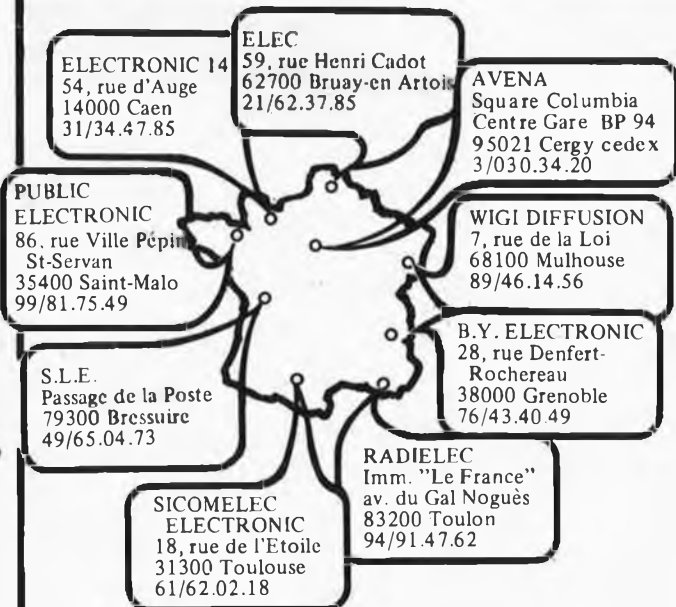 ELECTRONIC 14
54, rue d'Auge
14000 Caen
31/34.47.85
ELEC
59, rue Henri Cadot
62700 Bruay-en Artois
21/62.37.85
AVENA
Square Columbia
Centre Gare BP 94
95021 Cergy cedex
3/030.34.20
PUBLIC
ELECTRONIC
86, rue Ville Pépin
St-Servan
35400 Saint-Malo
99/81.75.49
WIGI DIFFUSION
7, rue de la Loi
68100 Mulhouse
89/46.14.56
B.Y. ELECTRONIC
28, rue Denfert-
Rochereau
38000 Grenoble
76/43.40.49
S.L.E.
Passage de la Poste
79300 Bressuire
49/65.04.73
RADIELEC
Imm. "Le France"
av. du Gal Noguès
83200 Toulon
94/91.47.62
SICOMELEC
ELECTRONIC
18, rue de l'Etoile
31300 Toulouse
61/62.02.18